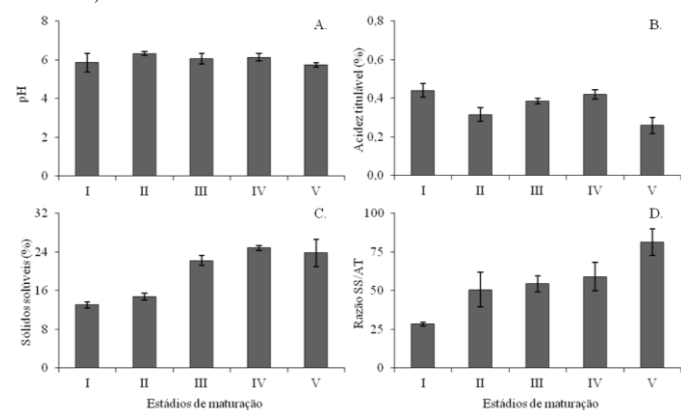 A.
8
6
4
2
0
pH
I II III IV V
B.
0,8
0,6
0,4
0,2
0,0
Acidez titulável (%)
I II III IV V
C.
32
24
16
8
0
Sólidos solúveis (%)
I II III IV V
Estádios de maturação
D.
100
75
50
25
0
Razão SS/AT
I II III IV V
Estádios de maturação